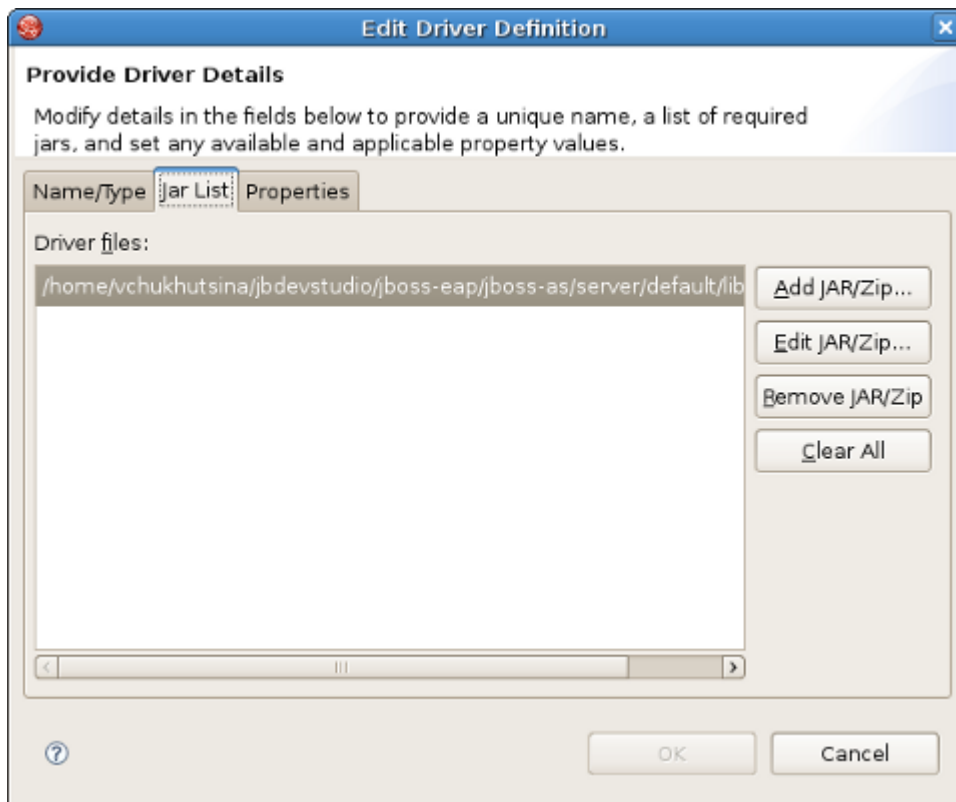 Edit Driver Definition
Provide Driver Details
Modify details in the fields below to provide a unique name, a list of required
jars, and set any available and applicable property values.
Name/Type Jar List Properties
Driver files:
/home/vchukhutsina/jbdevstudio/jboss-eap/jboss-as/server/default/lib
Add JAR/Zip...
Edit JAR/Zip...
Remove JAR/Zip
Clear All
OK Cancel